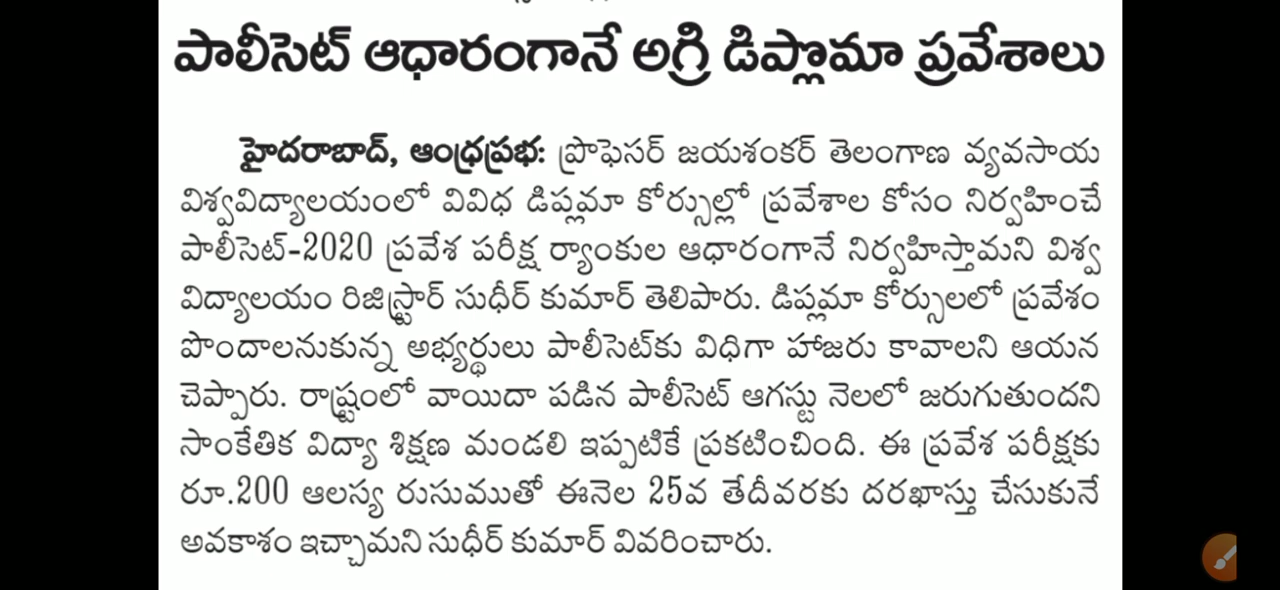 పాలీసెట్ ఆధారంగానే అగ్రి డిప్లొమా ప్రవేశాలు
హైదరాబాద్, ఆంధ్రప్రభ: ప్రొఫెసర్ జయశంకర్ తెలంగాణ వ్యవసాయ
విశ్వవిద్యాలయంలో వివిధ డిప్లమా కోర్సుల్లో ప్రవేశాల కోసం నిర్వహించే
పాలీసెట్-2020 ప్రవేశ పరీక్ష ర్యాంకుల ఆధారంగానే నిర్వహిస్తామని విశ్వ
విద్యాలయం రిజిస్ట్రార్ సుధీర్ కుమార్ తెలిపారు. డిప్లమా కోర్సులలో ప్రవేశం
పొందాలనుకున్న అభ్యర్థులు పాలీసెట్‌కు విధిగా హాజరు కావాలని ఆయన
చెప్పారు. రాష్ట్రంలో వాయిదా పడిన పాలీసెట్ ఆగస్టు నెలలో జరుగుతుందని
సాంకేతిక విద్యా శిక్షణ మండలి ఇప్పటికే ప్రకటించింది. ఈ ప్రవేశ పరీక్షకు
రూ.200 ఆలస్య రుసుముతో ఈనెల 25వ తేదీవరకు దరఖాస్తు చేసుకునే
అవకాశం ఇచ్చామని సుధీర్ కుమార్ వివరించారు.